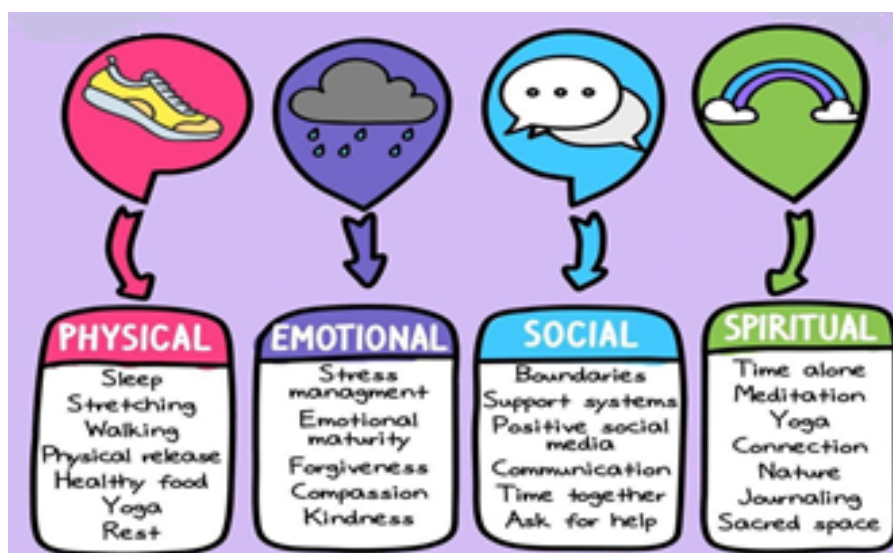 PHYSICAL
Sleep
Stretching
Walking
Physical release
Healthy food
Yoga
Rest
EMOTIONAL
Stress
managment
Emotional
maturity
Forgiveness
Compassion
Kindness
SOCIAL
Boundaries
Support systems
Positive social
media
Communication
Time together
Ask for help
SPIRITUAL
Time alone
Meditation
Yoga
Connection
Nature
Journaling
Sacred space